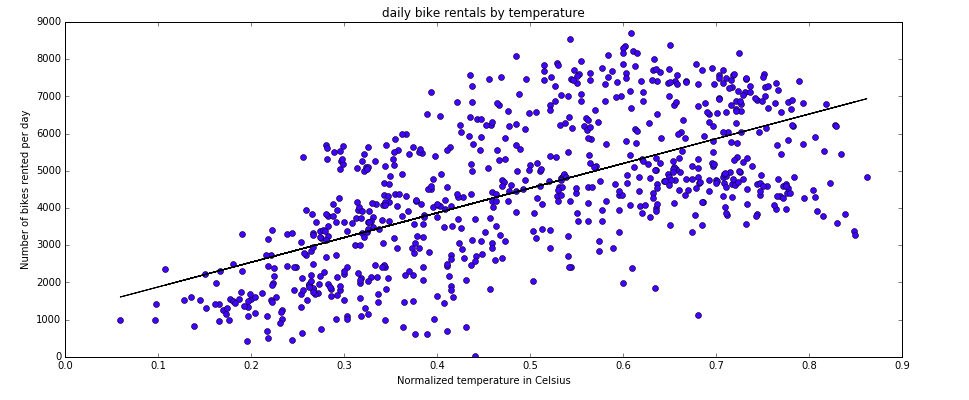 daily bike rentals by temperature
9000
8000
7000
6000
5000
4000
3000
2000
1000
0
Number of bikes rented per day
0.0 0.1 0.2 0.3 0.4 0.5 0.6 0.7 0.8 0.9
Normalized temperature in Celsius